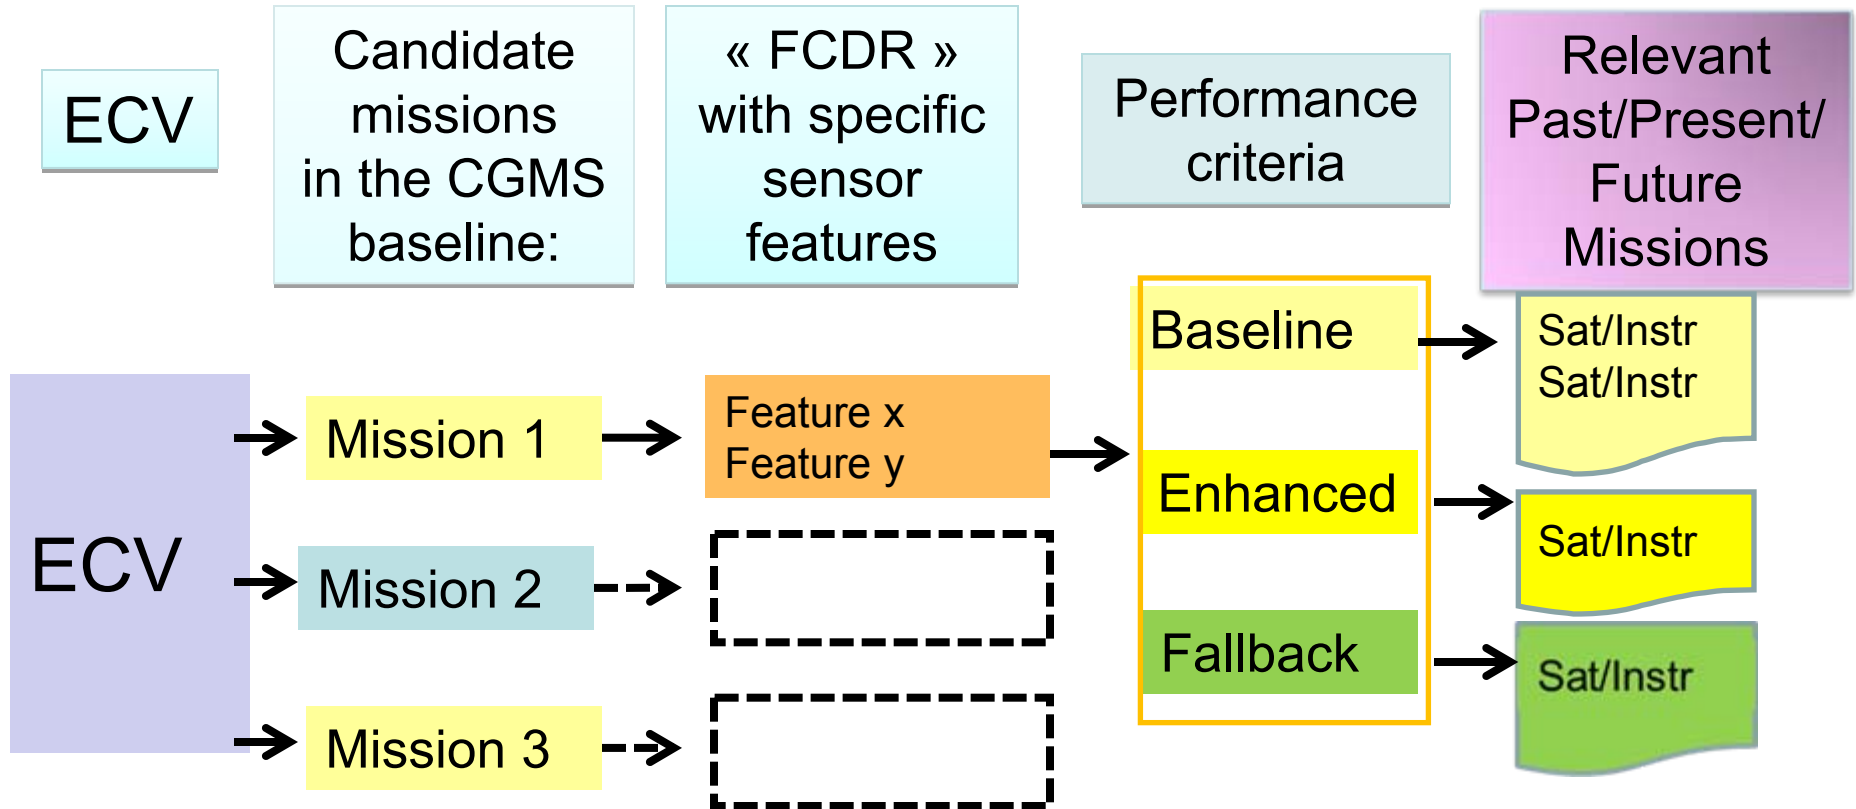 ECV
Candidate
missions
in the CGMS
baseline:
« FCDR »
with specific
sensor
features
Performance
criteria
Relevant
Past/Present/
Future
Missions
ECV
Mission 1
Mission 2
Mission 3
Feature x
Feature y
Baseline
Enhanced
Fallback
Sat/Instr
Sat/Instr
Sat/Instr
Sat/Instr